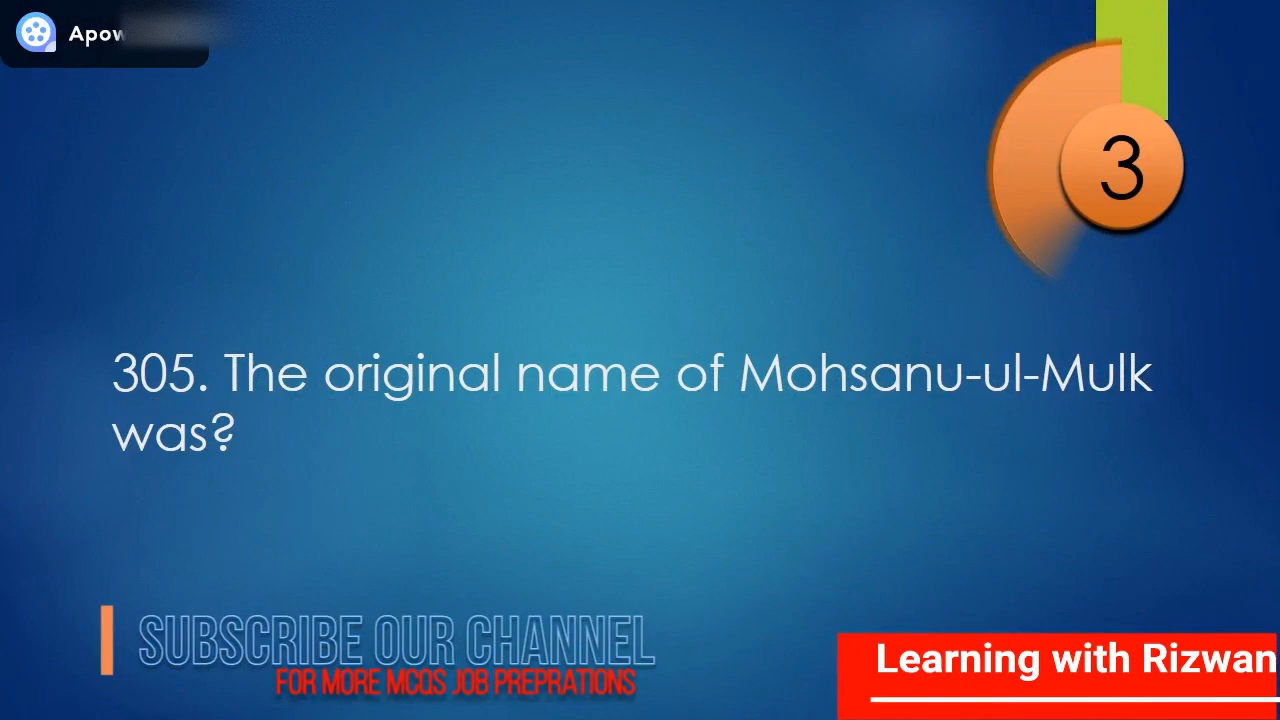 3
305. The original name of Mohsanu-ul-Mulk
was?
SUBSCRIBE OUR CHANNEL
FOR MORE MCQS JOB PREPRATIONS
Learning with Rizwan